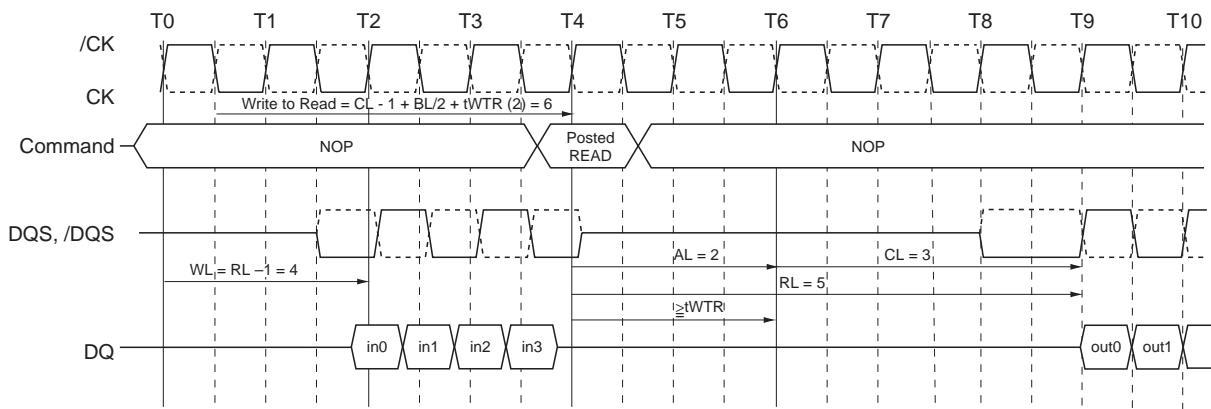 T0 T1 T2 T3 T4 T5 T6 T7 T8 T9 T10
/CK
CK
Write to Read = CL - 1 + BL/2 + tWTR (2) = 6
Command NOP Posted READ NOP
DQS, /DQS
AL = 2 CL = 3
WL = RL –1 = 4
RL = 5
≧tWTR
DQ in0 in1 in2 in3 out0 out1